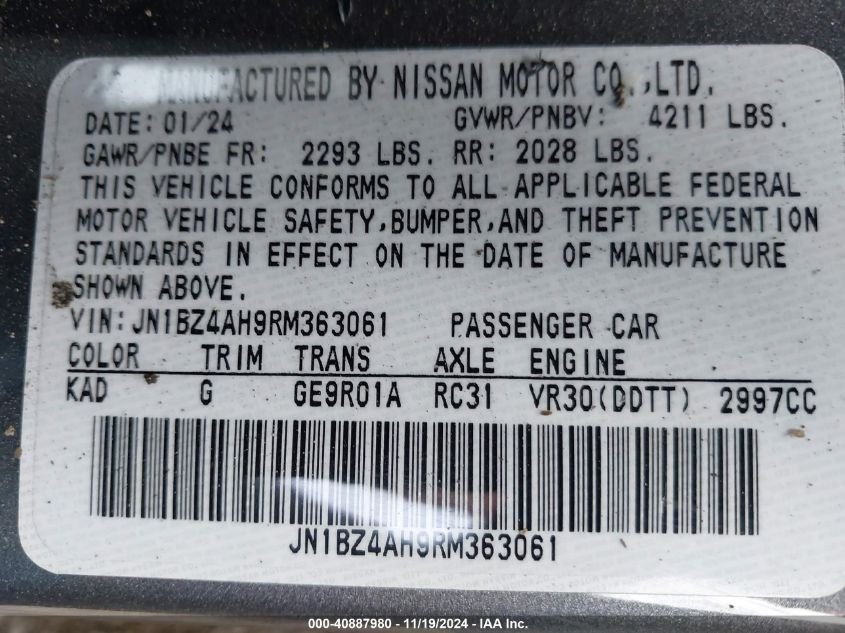 MANUFACTURED BY NISSAN MOTOR CO.,LTD.
DATE: 01/24 GVWR/PNBV: 4211 LBS.
GAWR/PNBE FR: 2293 LBS. RR: 2028 LBS.
THIS VEHICLE CONFORMS TO ALL APPLICABLE FEDERAL
MOTOR VEHICLE SAFETY,BUMPER,AND THEFT PREVENTION
STANDARDS IN EFFECT ON THE DATE OF MANUFACTURE
SHOWN ABOVE.
VIN: JN1BZ4AH9RM363061 PASSENGER CAR
COLOR TRIM TRANS AXLE ENGINE
KAD G GE9R01A RC31 VR30(DDTT) 2997CC
JN1BZ4AH9RM363061
000-40887980 - 11/19/2024 - IAA Inc.